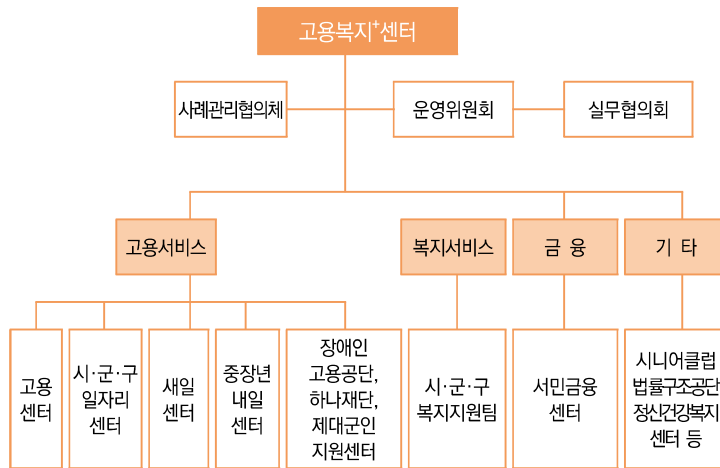 고용복지⁺센터
사례관리협의체
운영위원회
실무협의회
고용서비스
복지서비스
금 융
기 타
고용
센터
시·군·구
일자리
센터
새일
센터
중장년
내일
센터
장애인
고용공단,
하나재단,
제대군인
지원센터
시·군·구
복지지원팀
서민금융
센터
시니어클럽
법률구조공단
정신건강복지
센터 등